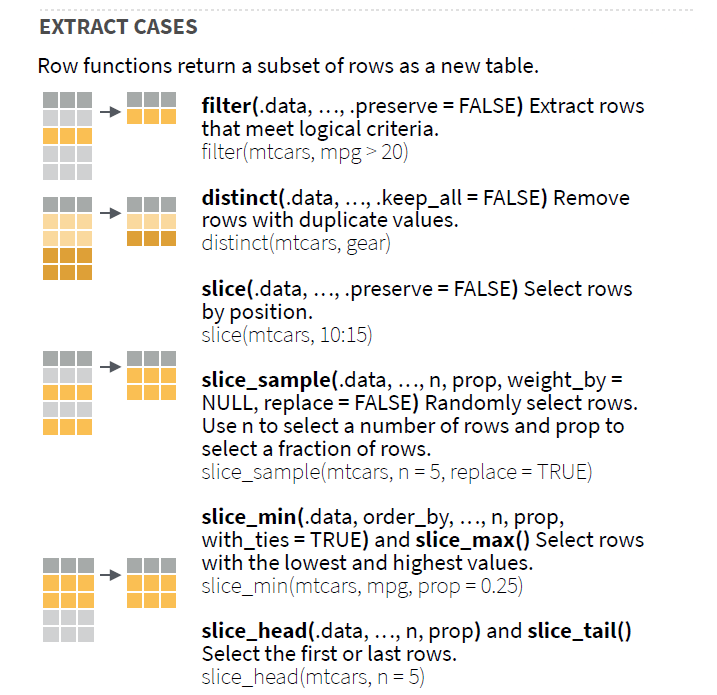 EXTRACT CASES
Row functions return a subset of rows as a new table.
filter(.data, …, .preserve = FALSE) Extract rows
that meet logical criteria.
filter(mtcars, mpg > 20)
distinct(.data, …, .keep_all = FALSE) Remove
rows with duplicate values.
distinct(mtcars, gear)
slice(.data, …, .preserve = FALSE) Select rows
by position.
slice(mtcars, 10:15)
slice_sample(.data, …, n, prop, weight_by =
NULL, replace = FALSE) Randomly select rows.
Use n to select a number of rows and prop to
select a fraction of rows.
slice_sample(mtcars, n = 5, replace = TRUE)
slice_min(.data, order_by, …, n, prop,
with_ties = TRUE) and slice_max() Select rows
with the lowest and highest values.
slice_min(mtcars, mpg, prop = 0.25)
slice_head(.data, …, n, prop) and slice_tail()
Select the first or last rows.
slice_head(mtcars, n = 5)